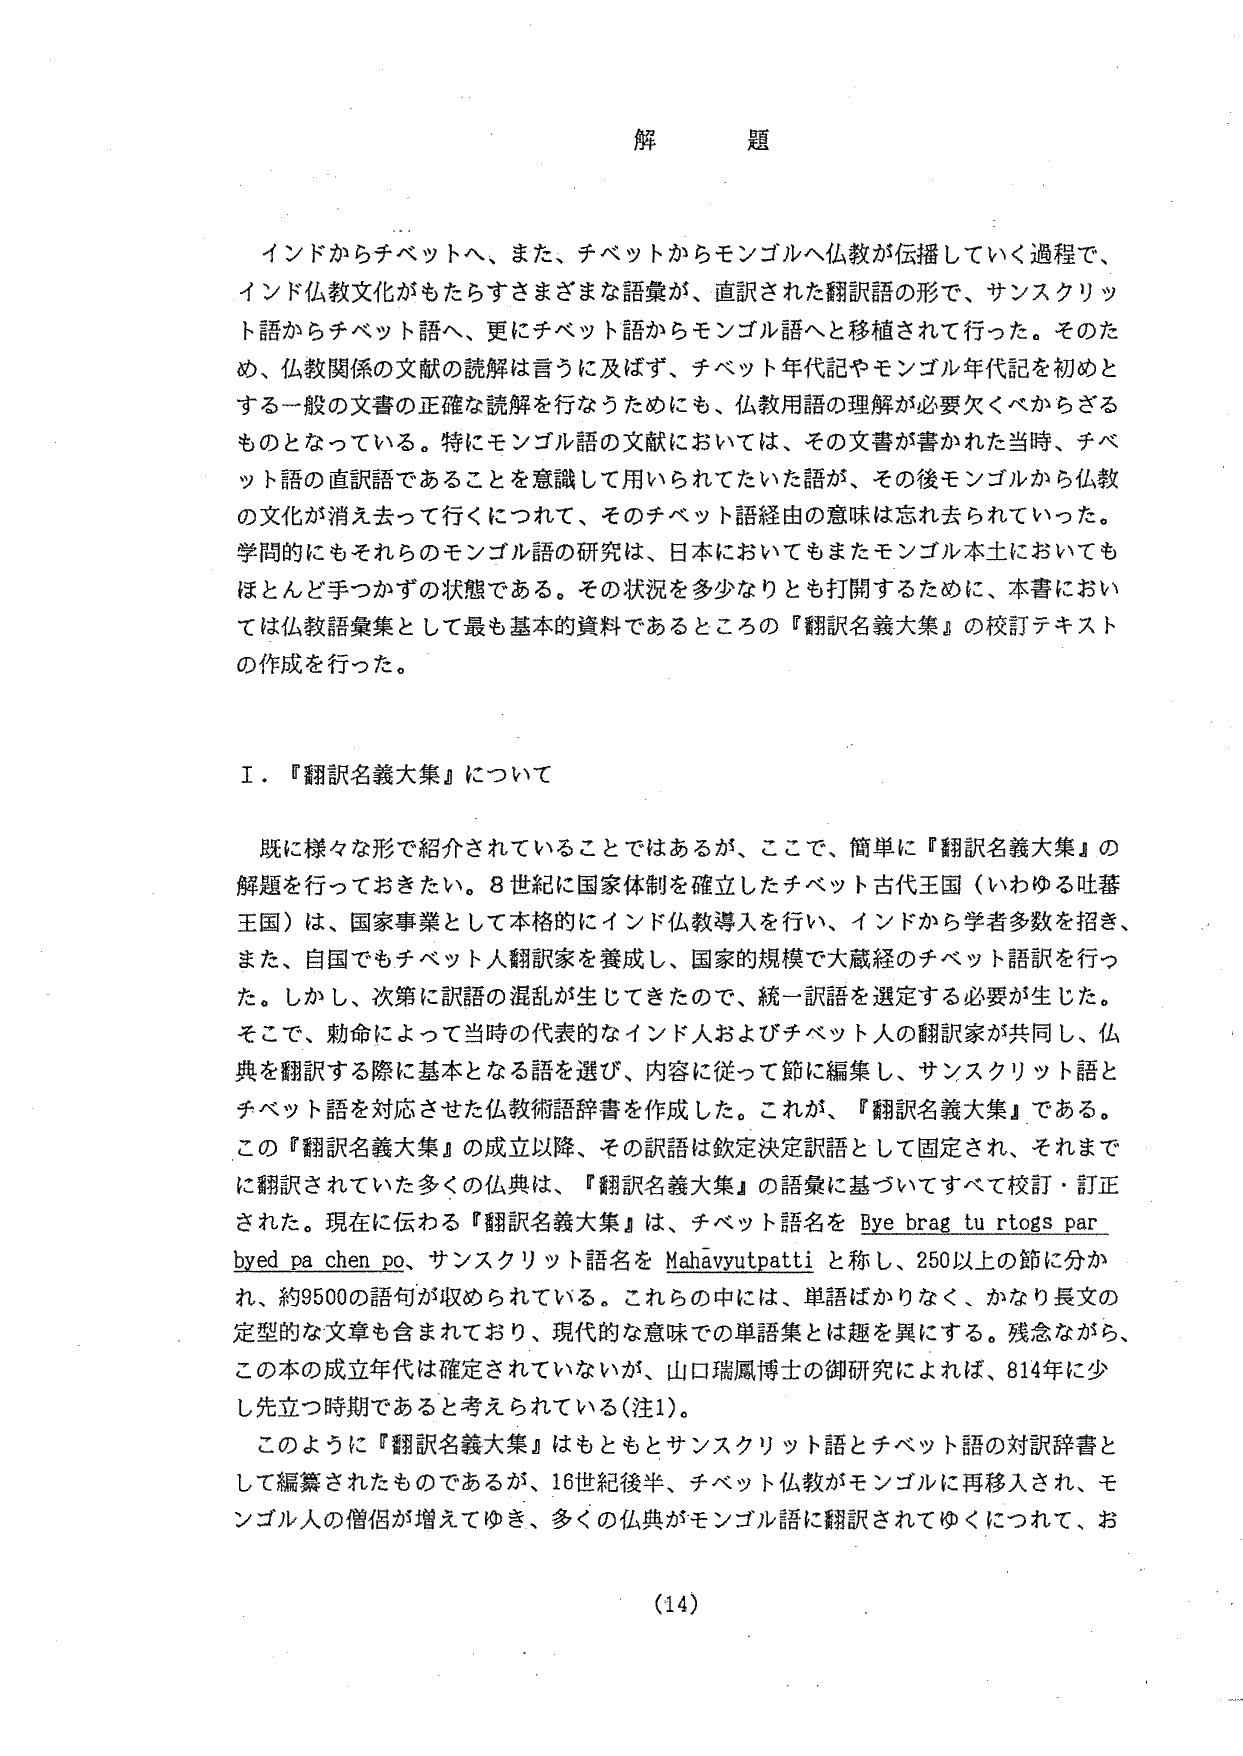 解　　　題
インドからチベットへ、また、チベットからモンゴルへ仏教が伝播していく過程で、
インド仏教文化がもたらすさまざまな語彙が、直訳された翻訳語の形で、サンスクリッ
ト語からチベット語へ、更にチベット語からモンゴル語へと移植されて行った。そのた
め、仏教関係の文献の読解は言うに及ばず、チベット年代記やモンゴル年代記を初めと
する一般の文書の正確な読解を行なうためにも、仏教用語の理解が必要欠くべからざる
ものとなっている。特にモンゴル語の文献においては、その文書が書かれた当時、チベ
ット語の直訳語であることを意識して用いられてたいた語が、その後モンゴルから仏教
の文化が消え去って行くにつれて、そのチベット語経由の意味は忘れ去られていった。
学問的にもそれらのモンゴル語の研究は、日本においてもまたモンゴル本土においても
ほとんど手つかずの状態である。その状況を多少なりとも打開するために、本書におい
ては仏教語彙集として最も基本的資料であるところの『翻訳名義大集』の校訂テキスト
の作成を行った。
Ｉ．『翻訳名義大集』について
既に様々な形で紹介されていることではあるが、ここで、簡単に『翻訳名義大集』の
解題を行っておきたい。８世紀に国家体制を確立したチベット古代王国（いわゆる吐蕃
王国）は、国家事業として本格的にインド仏教導入を行い、インドから学者多数を招き、
また、自国でもチベット人翻訳家を養成し、国家的規模で大蔵経のチベット語訳を行っ
た。しかし、次第に訳語の混乱が生じてきたので、統一訳語を選定する必要が生じた。
そこで、勅命によって当時の代表的なインド人およびチベット人の翻訳家が共同し、仏
典を翻訳する際に基本となる語を選び、内容に従って節に編集し、サンスクリット語と
チベット語を対応させた仏教術語辞書を作成した。これが、『翻訳名義大集』である。
この『翻訳名義大集』の成立以降、その訳語は欽定決定訳語として固定され、それまで
に翻訳されていた多くの仏典は、『翻訳名義大集』の語彙に基づいてすべて校訂・訂正
された。現在に伝わる『翻訳名義大集』は、チベット語名を Bye brag tu rtogs par
byed pa chen po、サンスクリット語名を Mahāvyutpatti と称し、250以上の節に分か
れ、約9500の語句が収められている。これらの中には、単語ばかりなく、かなり長文の
定型的な文章も含まれており、現代的な意味での単語集とは趣を異にする。残念ながら、
この本の成立年代は確定されていないが、山口瑞鳳博士の御研究によれば、814年に少
し先立つ時期であると考えられている(注1)。
このように『翻訳名義大集』はもともとサンスクリット語とチベット語の対訳辞書と
して編纂されたものであるが、16世紀後半、チベット仏教がモンゴルに再移入され、モ
ンゴル人の僧侶が増えてゆき、多くの仏典がモンゴル語に翻訳されてゆくにつれて、お
(14)